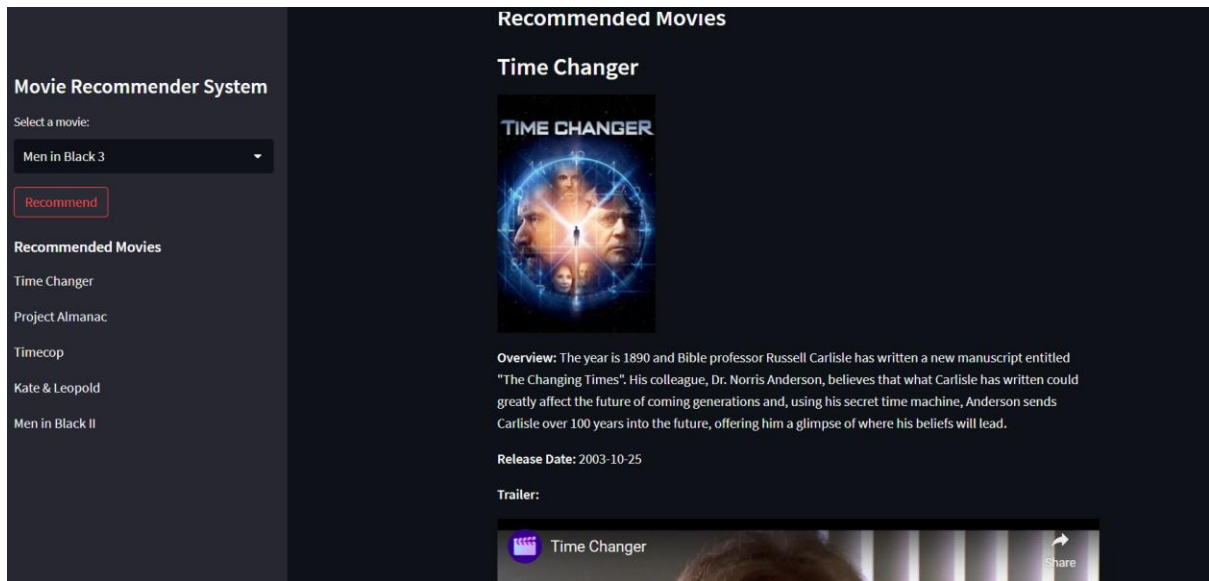 Movie Recommender System
Select a movie:
Men in Black 3
Recommend
Recommended Movies
Time Changer
Project Almanac
Timecop
Kate & Leopold
Men in Black II
Recommended Movies
Time Changer
TIME CHANGER
Overview: The year is 1890 and Bible professor Russell Carlisle has written a new manuscript entitled
"The Changing Times". His colleague, Dr. Norris Anderson, believes that what Carlisle has written could
greatly affect the future of coming generations and, using his secret time machine, Anderson sends
Carlisle over 100 years into the future, offering him a glimpse of where his beliefs will lead.
Release Date: 2003-10-25
Trailer:
Time Changer
Share